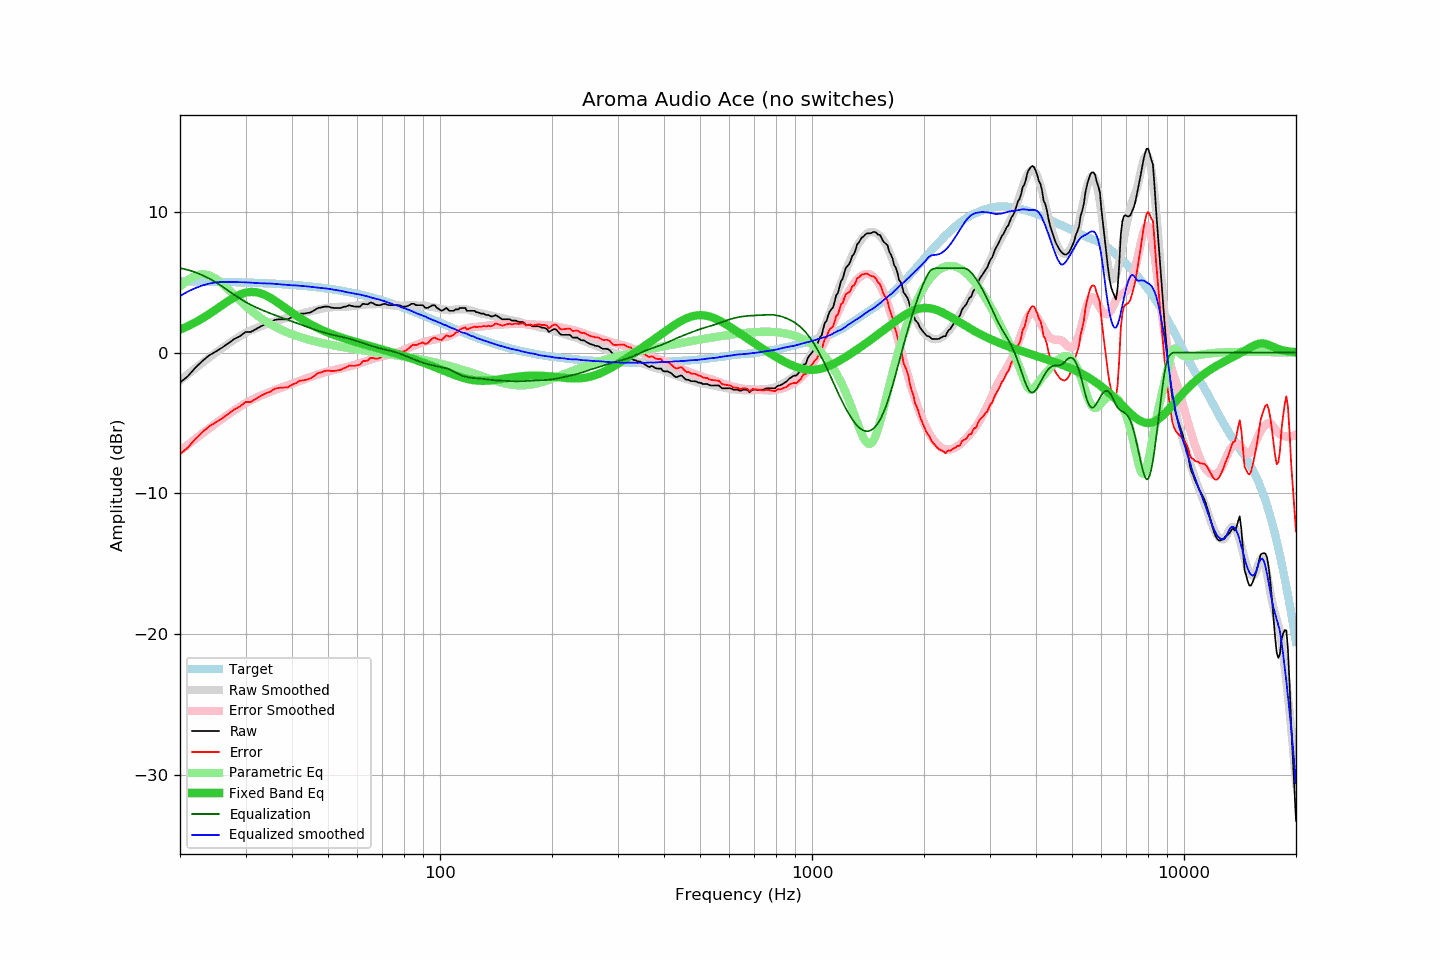 Aroma Audio Ace (no switches)
Amplitude (dBr)
10
0
−10
−20
−30
Target
Raw Smoothed
Error Smoothed
Raw
Error
Parametric Eq
Fixed Band Eq
Equalization
Equalized smoothed
100 1000 10000
Frequency (Hz)